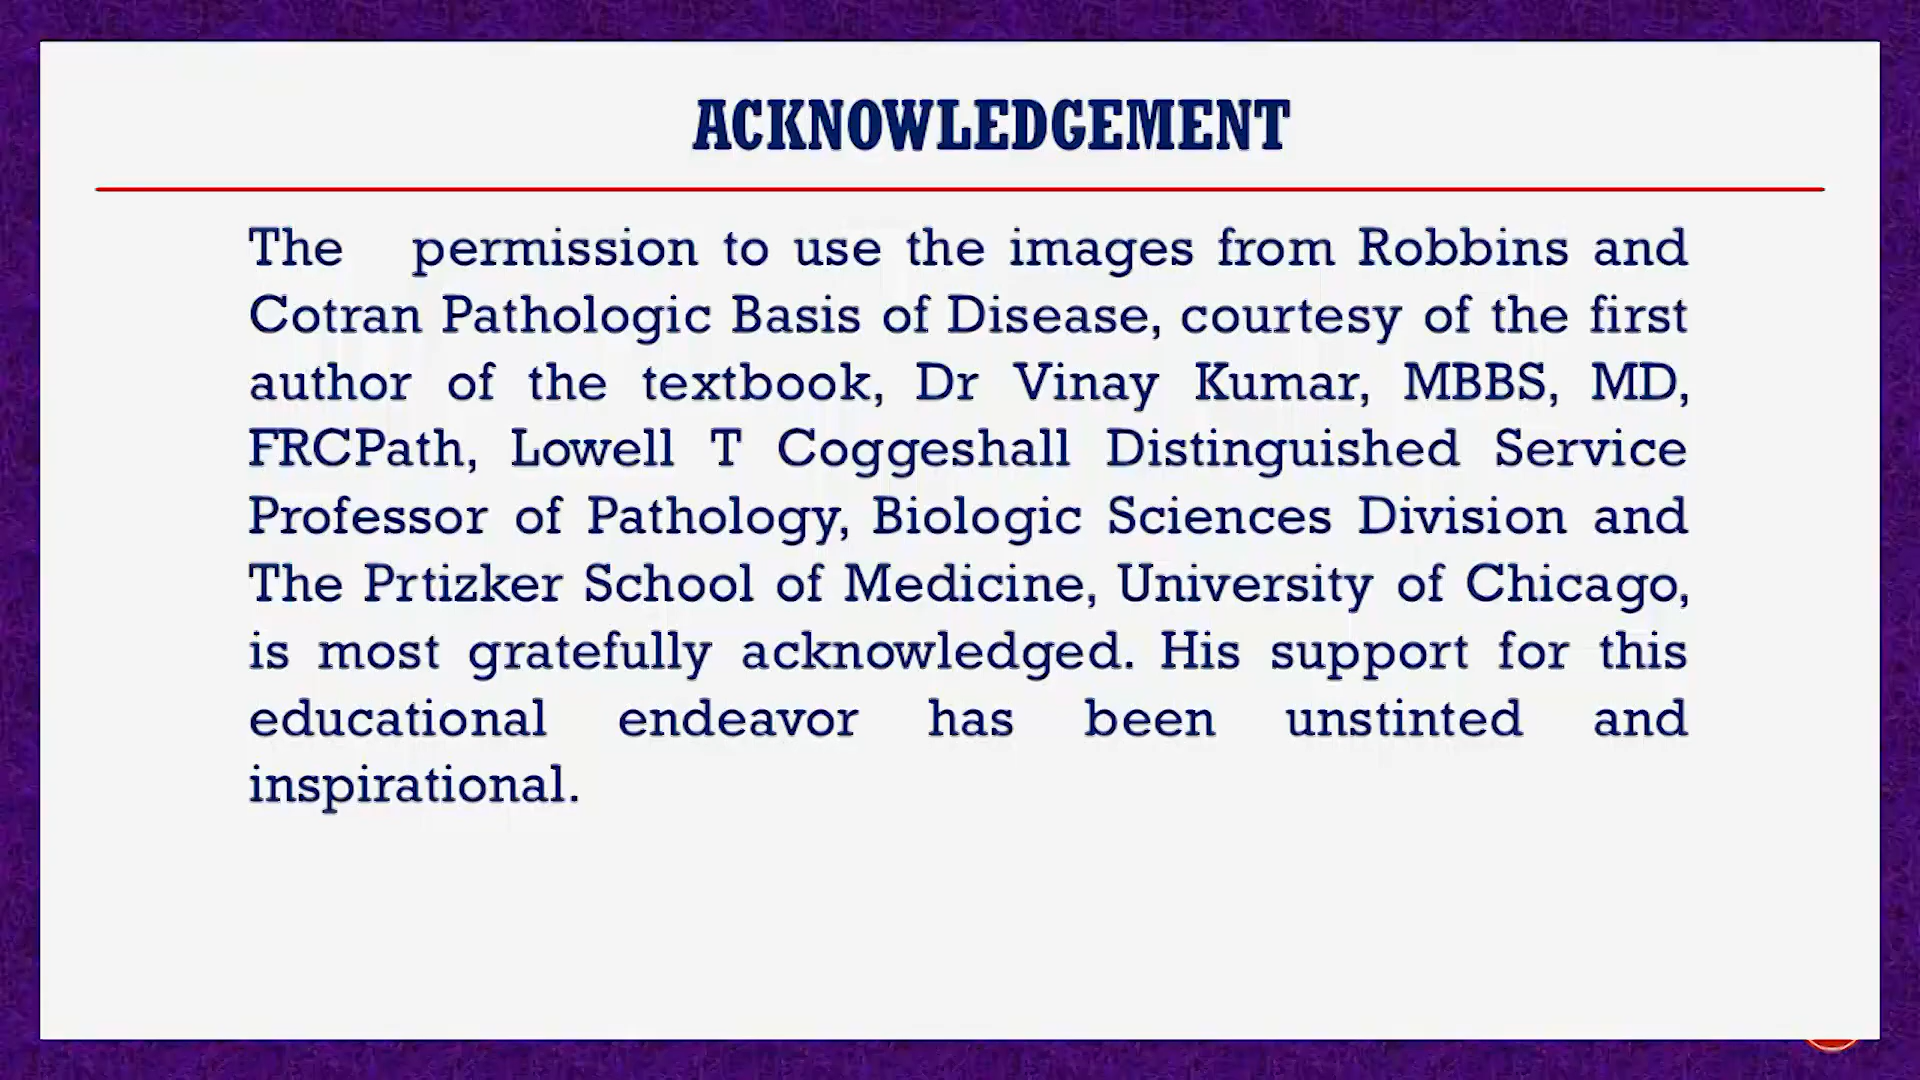 ACKNOWLEDGEMENT
The permission to use the images from Robbins and
Cotran Pathologic Basis of Disease, courtesy of the first
author of the textbook, Dr Vinay Kumar, MBBS, MD,
FRCPath, Lowell T Coggeshall Distinguished Service
Professor of Pathology, Biologic Sciences Division and
The Prtizker School of Medicine, University of Chicago,
is most gratefully acknowledged. His support for this
educational endeavor has been unstinted and
inspirational.